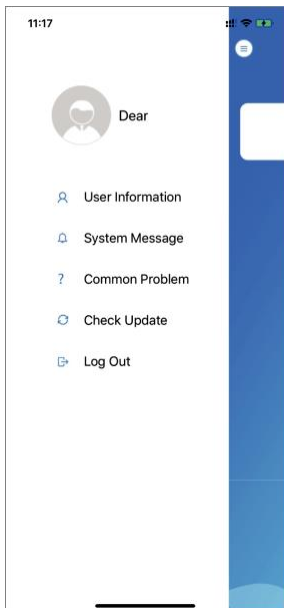 11:17
Dear
User Information
System Message
? Common Problem
Check Update
Log Out